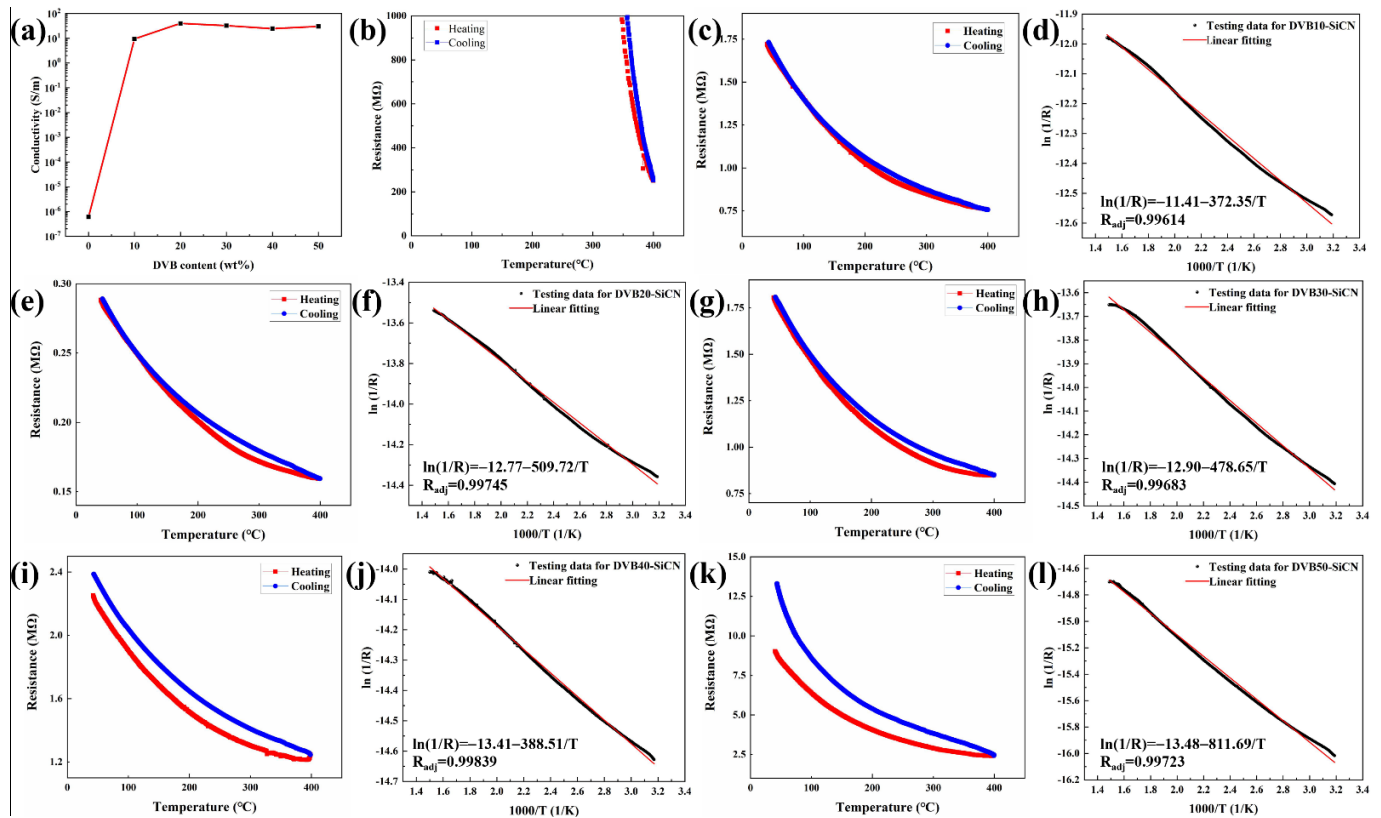 (a)
10²
10¹
10⁰
10⁻¹
10⁻²
10⁻³
10⁻⁴
10⁻⁵
10⁻⁶
10⁻⁷
Conductivity (S/m)
0 10 20 30 40 50
DVB content (wt%)
(b)
1000
800
600
400
200
0
Resistance (MΩ)
Heating
Cooling
0 50 100 150 200 250 300 350 400 450
Temperature(°C)
(c)
1.75
1.50
1.25
1.00
0.75
Resistance (MΩ)
Heating
Cooling
0 100 200 300 400
Temperature (°C)
(d)
-11.9
-12.0
-12.1
-12.2
-12.3
-12.4
-12.5
-12.6
ln (1/R)
Testing data for DVB10-SiCN
Linear fitting
ln(1/R)=−11.41−372.35/T
Radj=0.99614
1.4 1.6 1.8 2.0 2.2 2.4 2.6 2.8 3.0 3.2 3.4
1000/T (1/K)
(e)
0.30
0.25
0.20
0.15
Resistance (MΩ)
Heating
Cooling
0 100 200 300 400
Temperature (°C)
(f)
-13.4
-13.6
-13.8
-14.0
-14.2
-14.4
ln (1/R)
Testing data for DVB20-SiCN
Linear fitting
ln(1/R)=−12.77−509.72/T
Radj=0.99745
1.4 1.6 1.8 2.0 2.2 2.4 2.6 2.8 3.0 3.2 3.4
1000/T (1/K)
(g)
1.75
1.50
1.25
1.00
0.75
Resistance (MΩ)
Heating
Cooling
0 100 200 300 400
Temperature (°C)
(h)
-13.6
-13.7
-13.8
-13.9
-14.0
-14.1
-14.2
-14.3
-14.4
-14.5
ln (1/R)
Testing data for DVB30-SiCN
Linear fitting
ln(1/R)=−12.90−478.65/T
Radj=0.99683
1.4 1.6 1.8 2.0 2.2 2.4 2.6 2.8 3.0 3.2 3.4
1000/T (1/K)
(i)
2.4
2.0
1.6
1.2
Resistance (MΩ)
Heating
Cooling
0 100 200 300 400
Temperature (°C)
(j)
-14.0
-14.1
-14.2
-14.3
-14.4
-14.5
-14.6
-14.7
ln (1/R)
Testing data for DVB40-SiCN
Linear fitting
ln(1/R)=−13.41−388.51/T
Radj=0.99839
1.4 1.6 1.8 2.0 2.2 2.4 2.6 2.8 3.0 3.2 3.4
1000/T (1/K)
(k)
15.0
12.5
10.0
7.5
5.0
2.5
Resistance (MΩ)
Heating
Cooling
0 100 200 300 400
Temperature (°C)
(l)
-14.6
-14.8
-15.0
-15.2
-15.4
-15.6
-15.8
-16.0
-16.2
ln (1/R)
Testing data for DVB50-SiCN
Linear fitting
ln(1/R)=−13.48−811.69/T
Radj=0.99723
1.4 1.6 1.8 2.0 2.2 2.4 2.6 2.8 3.0 3.2 3.4
1000/T (1/K)